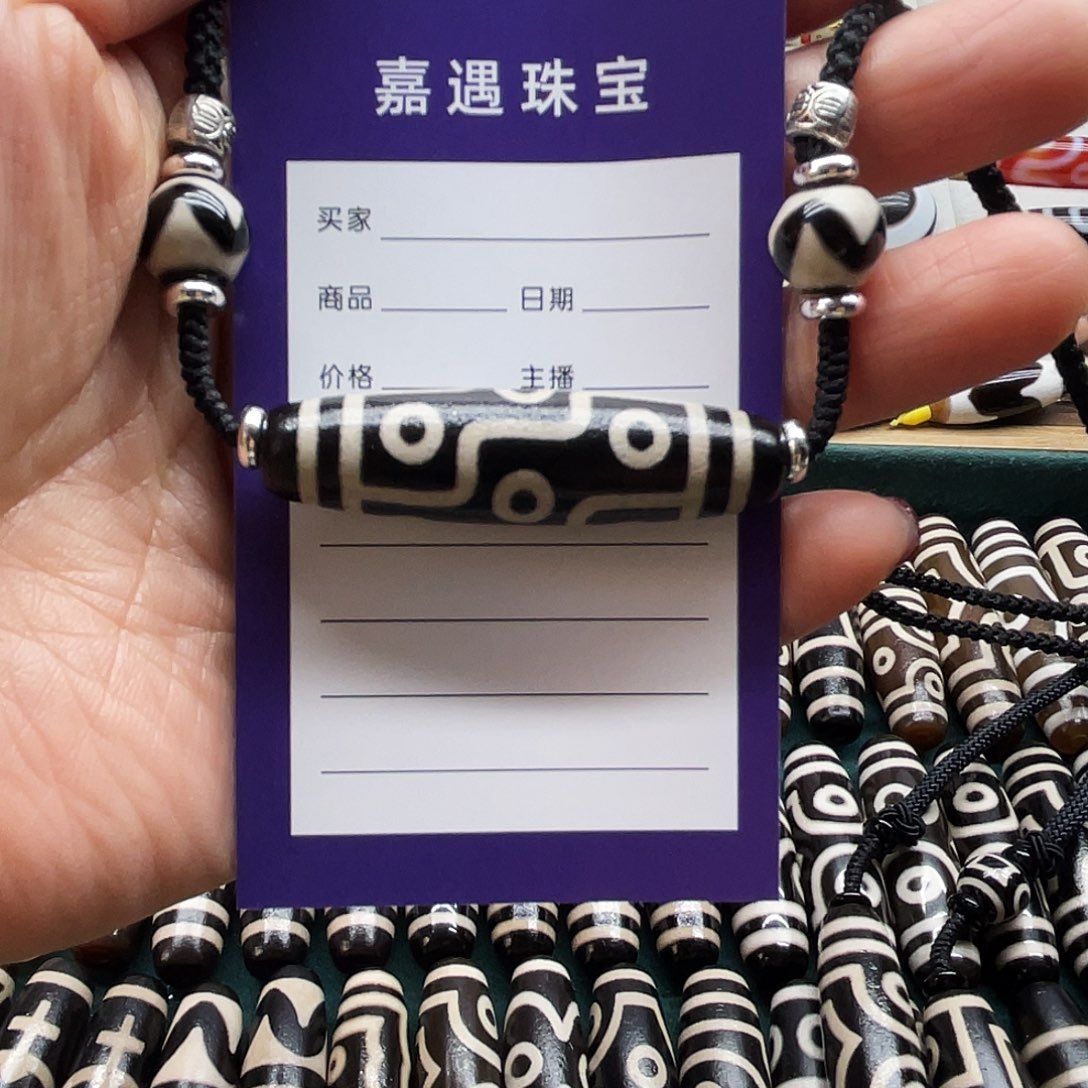 嘉遇珠宝
买家
商品 日期
价格 主播